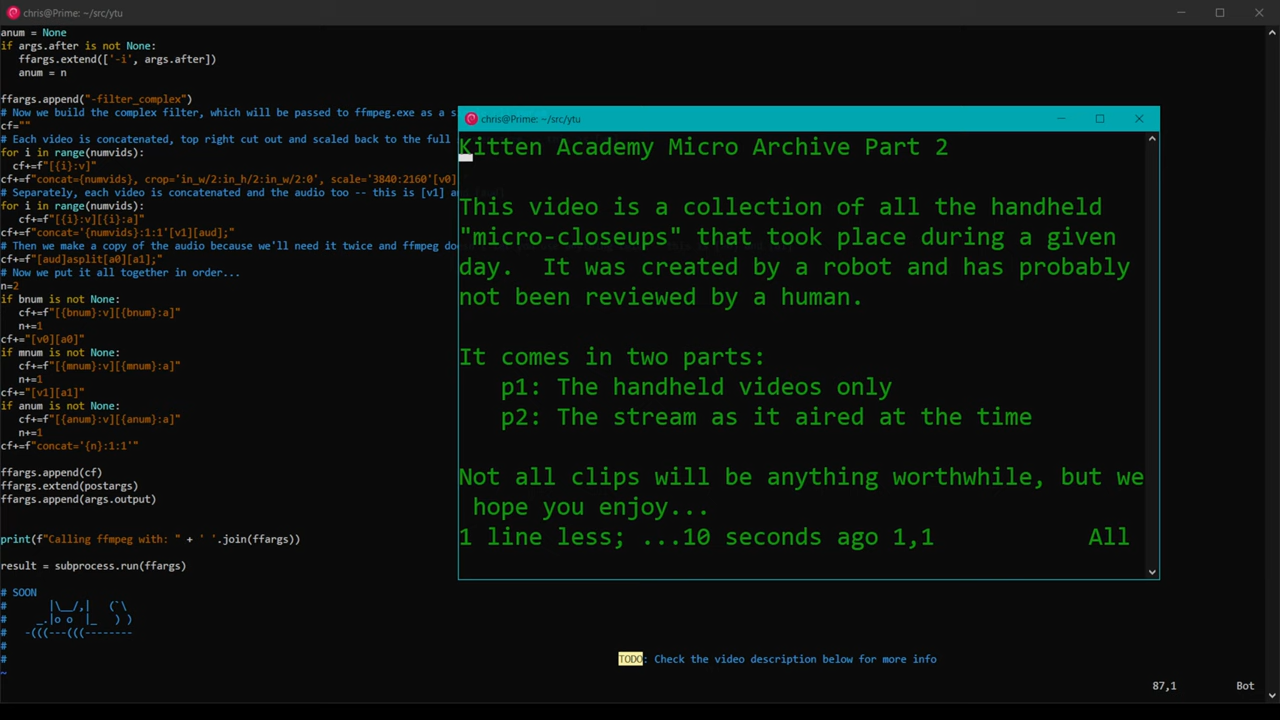 chris@Prime: ~/src/ytu
anum = None
if args.after is not None:
ffargs.extend(['-i', args.after])
anum = n
ffargs.append("-filter_complex")
# Now we build the complex filter, which will be passed to ffmpeg.exe as a s
cf=""
# Each video is concatenated, top right cut out and scaled back to the full
for i in range(numvids):
cf+=f"[{i}:v]"
cf+=f"concat={numvids}, crop='in_w/2:in_h/2:in_w/2:0', scale='3840:2160'[v0]
# Separately, each video is concatenated and the audio too -- this is [v1] a
for i in range(numvids):
cf+=f"[{i}:v][{i}:a]"
cf+=f"concat='{numvids}:1:1'[v1][aud];"
# Then we make a copy of the audio because we'll need it twice and ffmpeg do
cf+=f"[aud]asplit[a0][a1];"
# Now we put it all together in order...
n=2
if bnum is not None:
cf+=f"[{bnum}:v][{bnum}:a]"
n+=1
cf+="[v0][a0]"
if mnum is not None:
cf+=f"[{mnum}:v][{mnum}:a]"
n+=1
cf+="[v1][a1]"
if anum is not None:
cf+=f"[{anum}:v][{anum}:a]"
n+=1
cf+=f"concat='{n}:1:1'"
ffargs.append(cf)
ffargs.extend(postargs)
ffargs.append(args.output)
print(f"Calling ffmpeg with: " + ' '.join(ffargs))
result = subprocess.run(ffargs)
# SOON
#      |\__/,|   (`\
#    _.|o o  |_   ) )
#  -(((---(((--------
#
#
~
TODO: Check the video description below for more info
87,1 Bot
chris@Prime: ~/src/ytu
Kitten Academy Micro Archive Part 2
This video is a collection of all the handheld
"micro-closeups" that took place during a given
day.  It was created by a robot and has probably
not been reviewed by a human.
It comes in two parts:
p1: The handheld videos only
p2: The stream as it aired at the time
Not all clips will be anything worthwhile, but we
hope you enjoy...
1 line less; ...10 seconds ago 1,1 All